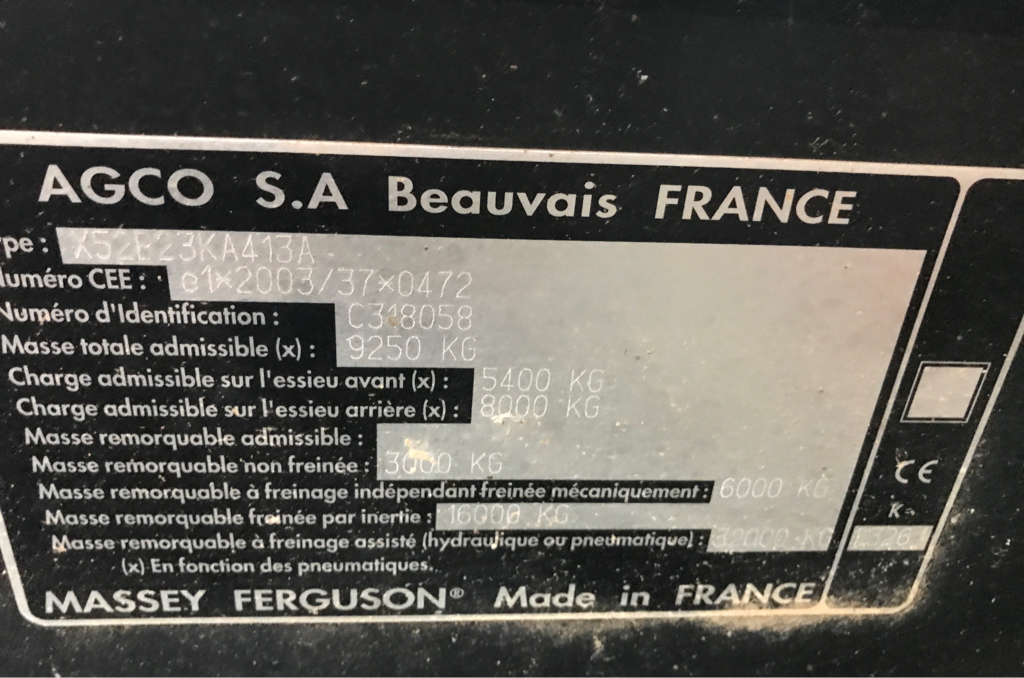 AGCO S.A Beauvais FRANCE
pe : X52E23KA413A
uméro CEE : e1×2003/37×0472
Numéro d'Identification : C318058
Masse totale admissible (x) : 9250 KG
Charge admissible sur l'essieu avant (x) : 5400 KG
Charge admissible sur l'essieu arrière (x) : 8000 KG
Masse remorquable admissible :
Masse remorquable non freinée : 3000 KG
Masse remorquable à freinage indépendant freinée mécaniquement : 6000 KG
Masse remorquable freinée par inertie : 16000 KG
Masse remorquable à freinage assisté (hydraulique ou pneumatique) : 32000 KG
(x) En fonction des pneumatiques.
MASSEY FERGUSON® Made in FRANCE
CE
K